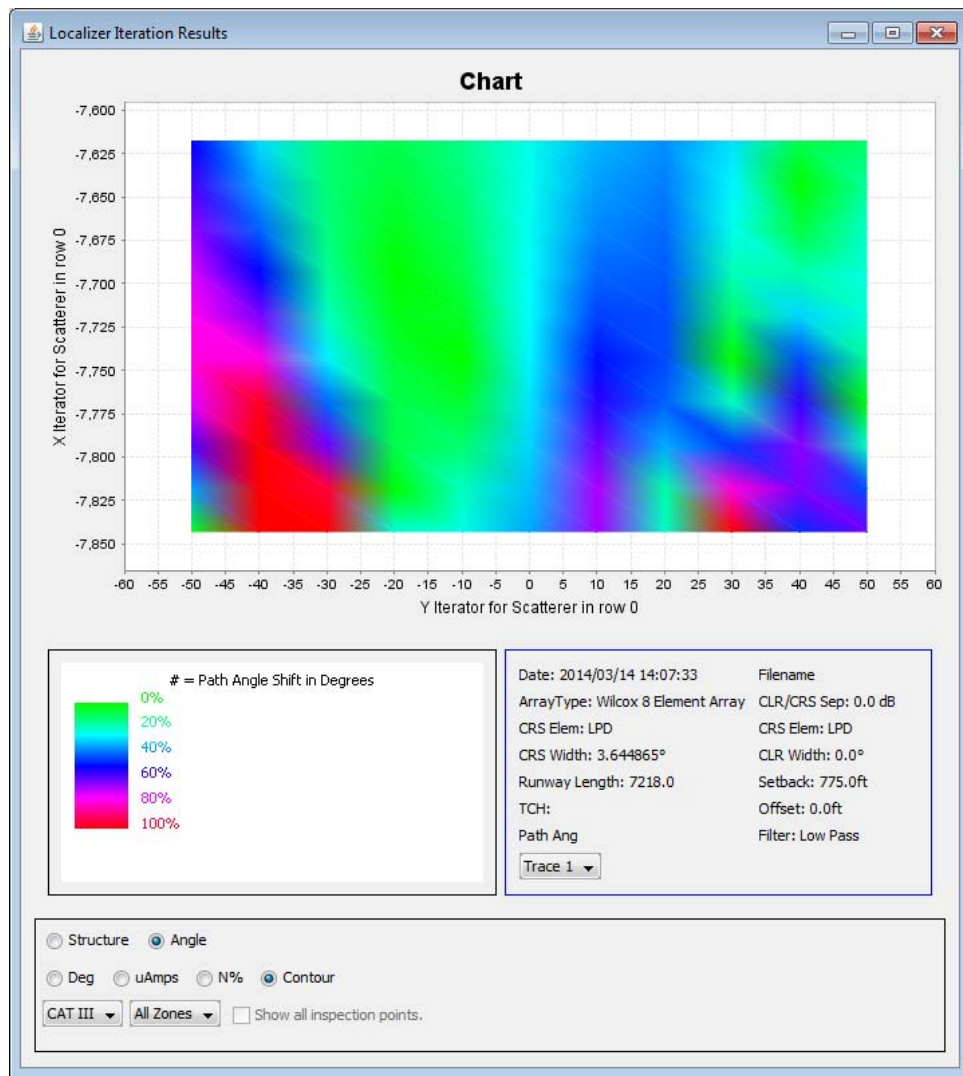 Localizer Iteration Results
Chart
X Iterator for Scatterer in row 0
-7,600
-7,625
-7,650
-7,675
-7,700
-7,725
-7,750
-7,775
-7,800
-7,825
-7,850
-60 -55 -50 -45 -40 -35 -30 -25 -20 -15 -10 -5 0 5 10 15 20 25 30 35 40 45 50 55 60
Y Iterator for Scatterer in row 0
# = Path Angle Shift in Degrees
0%
20%
40%
60%
80%
100%
Date: 2014/03/14 14:07:33 Filename
ArrayType: Wilcox 8 Element Array CLR/CRS Sep: 0.0 dB
CRS Elem: LPD CRS Elem: LPD
CRS Width: 3.644865° CLR Width: 0.0°
Runway Length: 7218.0 Setback: 775.0ft
TCH: Offset: 0.0ft
Path Ang Filter: Low Pass
Trace 1
Structure Angle
Deg uAmps N% Contour
CAT III All Zones Show all inspection points.